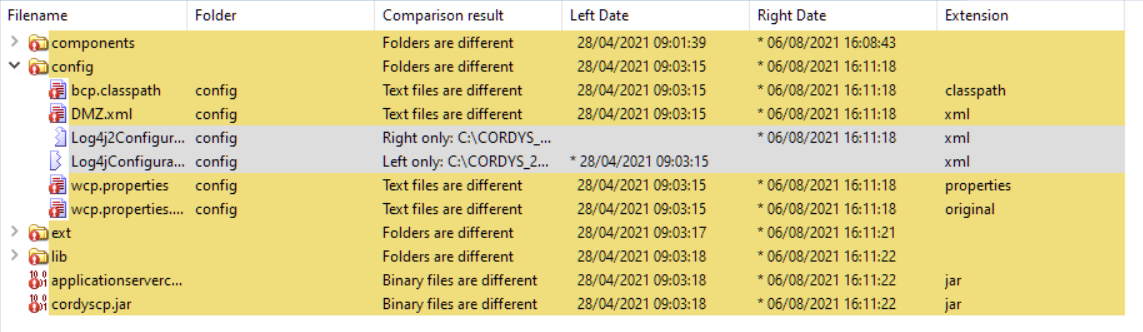 Filename Folder Comparison result Left Date Right Date Extension
components Folders are different 28/04/2021 09:01:39 * 06/08/2021 16:08:43
config Folders are different 28/04/2021 09:03:15 * 06/08/2021 16:11:18
bcp.classpath config Text files are different 28/04/2021 09:03:15 * 06/08/2021 16:11:18 classpath
DMZ.xml config Text files are different 28/04/2021 09:03:15 * 06/08/2021 16:11:18 xml
Log4j2Configur... config Right only: C:\CORDYS_... * 06/08/2021 16:11:18 xml
Log4jConfigura... config Left only: C:\CORDYS_2... * 28/04/2021 09:03:15 xml
wcp.properties config Text files are different 28/04/2021 09:03:15 * 06/08/2021 16:11:18 properties
wcp.properties.... config Text files are different 28/04/2021 09:03:15 * 06/08/2021 16:11:18 original
ext Folders are different 28/04/2021 09:03:17 * 06/08/2021 16:11:21
lib Folders are different 28/04/2021 09:03:18 * 06/08/2021 16:11:22
applicationserverc... Binary files are different 28/04/2021 09:03:18 * 06/08/2021 16:11:22 jar
cordyscp.jar Binary files are different 28/04/2021 09:03:18 * 06/08/2021 16:11:22 jar